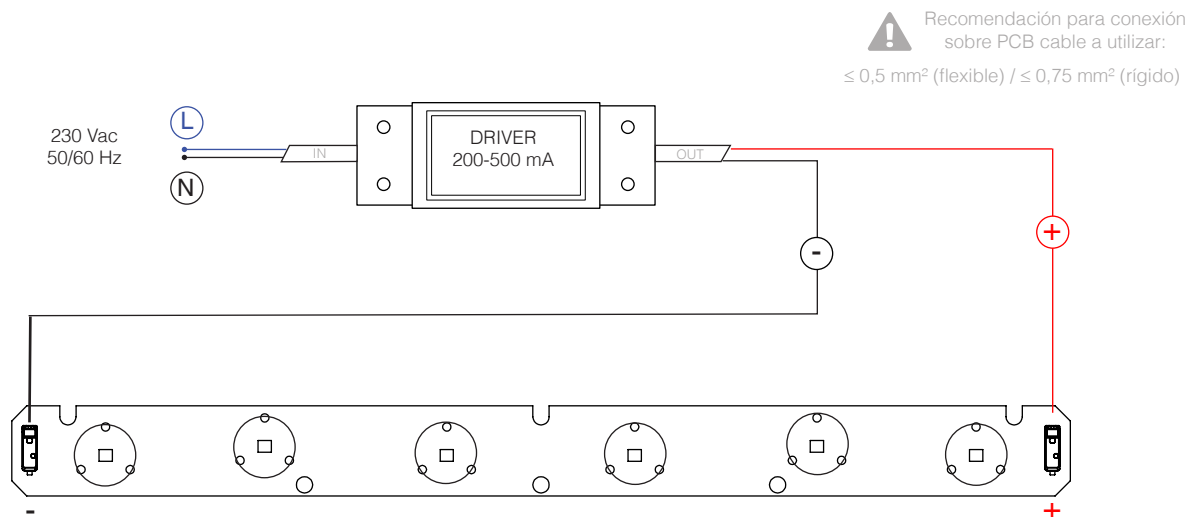 Recomendación para conexión
sobre PCB cable a utilizar:
≤ 0,5 mm² (flexible) / ≤ 0,75 mm² (rígido)
230 Vac
50/60 Hz
L
N
IN
DRIVER
200-500 mA
OUT
-
+
-
+